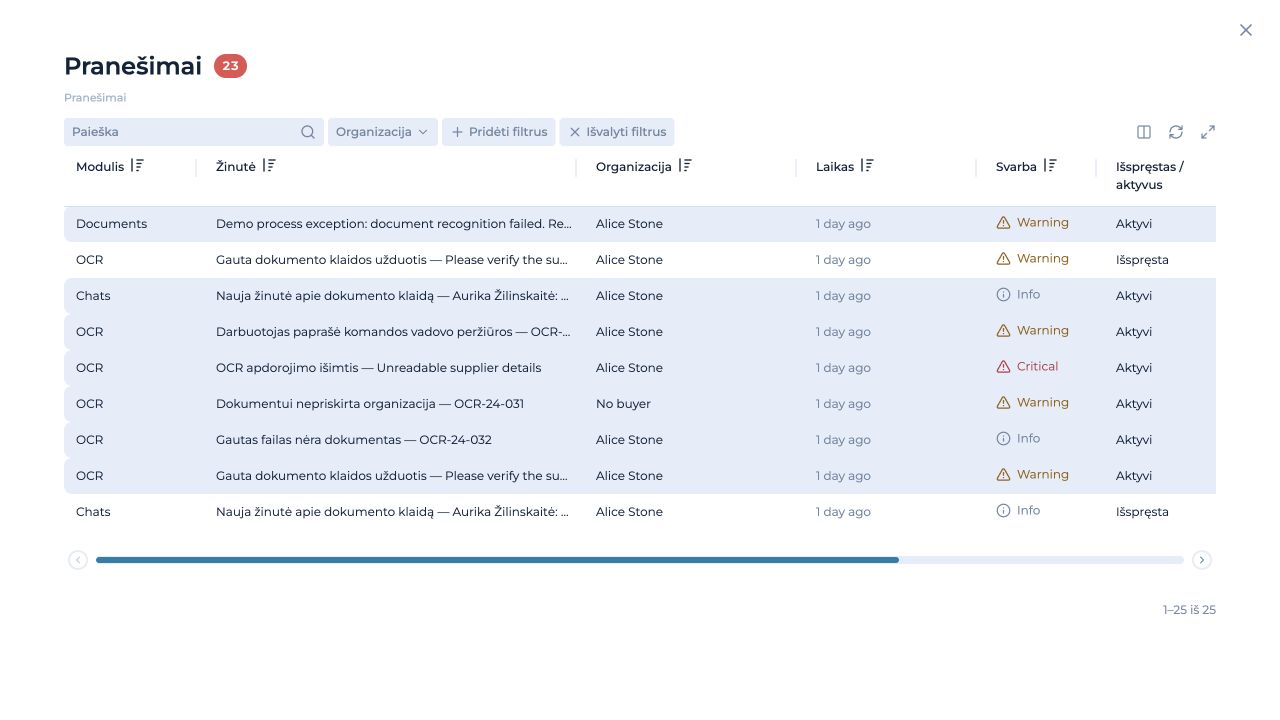 Pranešimai 23
Pranešimai
Paieška Organizacija Pridėti filtrus Išvalyti filtrus
Modulis Žinutė Organizacija Laikas Svarba Išspręstas / aktyvus
Documents Demo process exception: document recognition failed. Re... Alice Stone 1 day ago Warning Aktyvi
OCR Gauta dokumento klaidos užduotis — Please verify the su... Alice Stone 1 day ago Warning Išspręsta
Chats Nauja žinutė apie dokumento klaidą — Aurika Žilinskaitė: ... Alice Stone 1 day ago Info Aktyvi
OCR Darbuotojas paprašė komandos vadovo peržiūros — OCR-... Alice Stone 1 day ago Warning Aktyvi
OCR OCR apdorojimo išimtis — Unreadable supplier details Alice Stone 1 day ago Critical Aktyvi
OCR Dokumentui nepriskirta organizacija — OCR-24-031 No buyer 1 day ago Warning Aktyvi
OCR Gautas failas nėra dokumentas — OCR-24-032 Alice Stone 1 day ago Info Aktyvi
OCR Gauta dokumento klaidos užduotis — Please verify the su... Alice Stone 1 day ago Warning Aktyvi
Chats Nauja žinutė apie dokumento klaidą — Aurika Žilinskaitė: ... Alice Stone 1 day ago Info Išspręsta
1–25 iš 25